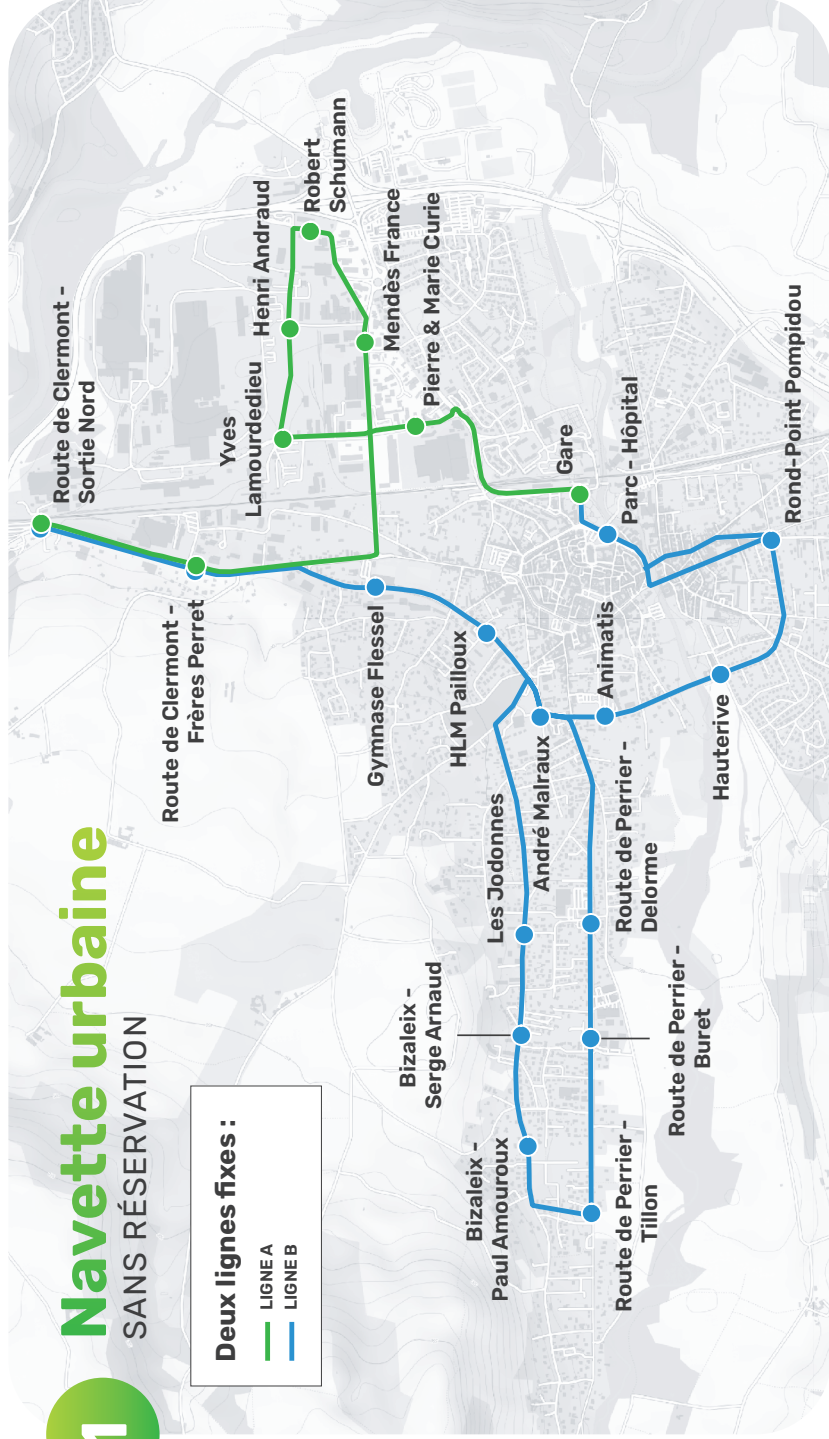 1
Navette urbaine
SANS RÉSERVATION
Deux lignes fixes :
LIGNE A
LIGNE B
Route de Clermont -
Sortie Nord
Route de Clermont -
Frères Perret
Yves
Lamourdedieu
Henri Andraud
Robert
Schumann
Mendès France
Pierre & Marie Curie
Gare
Parc - Hôpital
Rond-Point Pompidou
Gymnase Flessel
HLM Pailloux
André Malraux
Animatis
Hauterive
Les Jodonnes
Bizaleix -
Serge Arnaud
Bizaleix -
Paul Amouroux
Route de Perrier -
Tillon
Route de Perrier -
Buret
Route de Perrier -
Delorme